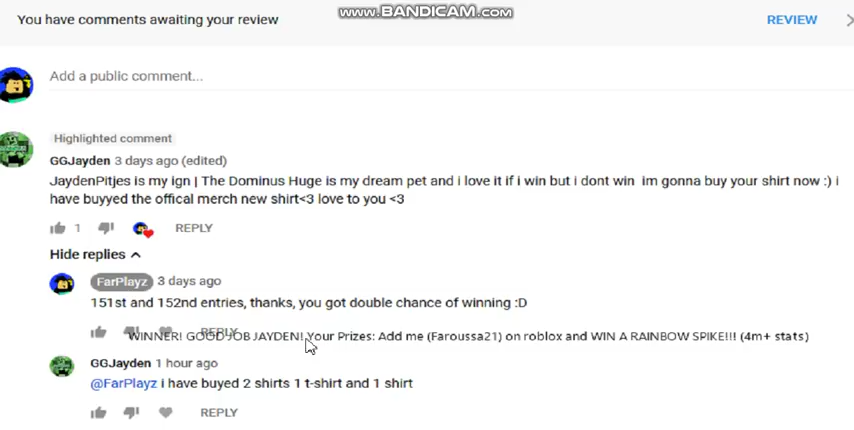 www.BANDICAM.com
You have comments awaiting your review REVIEW
Add a public comment...
Highlighted comment
GGJayden 3 days ago (edited)
JaydenPitjes is my ign | The Dominus Huge is my dream pet and i love it if i win but i dont win im gonna buy your shirt now :) i
have buyyed the offical merch new shirt<3 love to you <3
1 REPLY
Hide replies
FarPlayz 3 days ago
151st and 152nd entries, thanks, you got double chance of winning :D
REPLY
WINNER! GOOD JOB JAYDEN! Your Prizes: Add me (Faroussa21) on roblox and WIN A RAINBOW SPIKE!!! (4m+ stats)
GGJayden 1 hour ago
@FarPlayz i have buyed 2 shirts 1 t-shirt and 1 shirt
REPLY